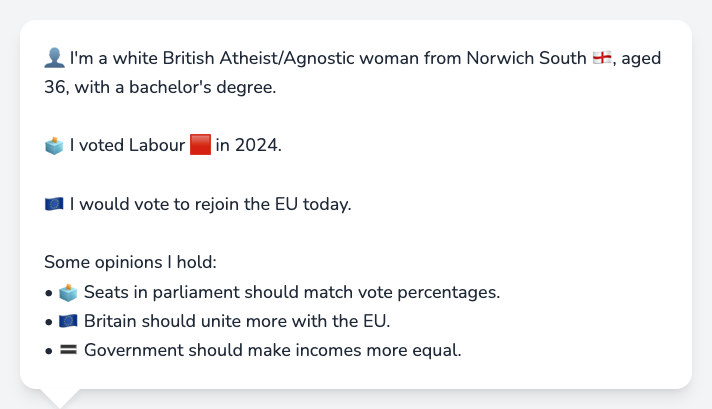 👤 I'm a white British Atheist/Agnostic woman from Norwich South 🏴󠁧󠁢󠁥󠁮󠁧󠁿, aged
36, with a bachelor's degree.
🗳️ I voted Labour 🟥 in 2024.
🇪🇺 I would vote to rejoin the EU today.
Some opinions I hold:
• 🗳️ Seats in parliament should match vote percentages.
• 🇪🇺 Britain should unite more with the EU.
• 🟰 Government should make incomes more equal.